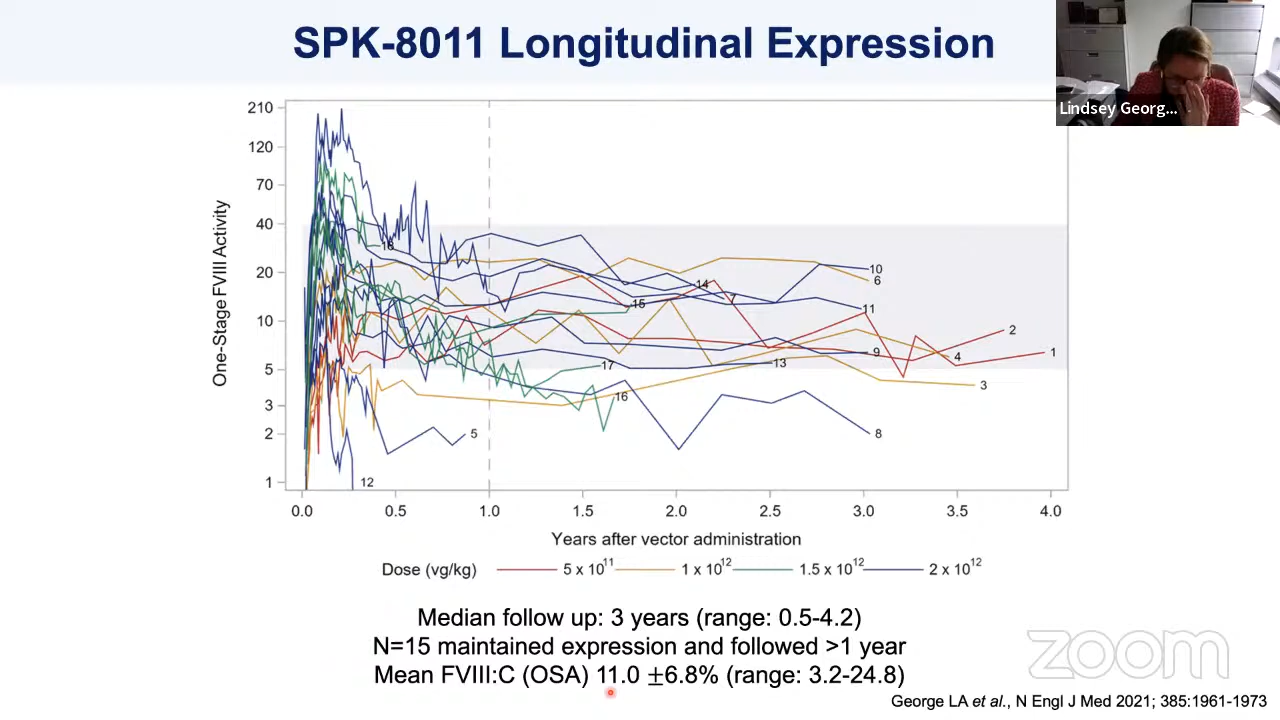 SPK-8011 Longitudinal Expression
Lindsey Georg...
One-Stage FVIII Activity
210
120
70
40
20
10
5
3
2
1
18
10
6
14
7
15
11
2
9
1
4
13
17
3
16
5
8
12
0.0 0.5 1.0 1.5 2.0 2.5 3.0 3.5 4.0
Years after vector administration
Dose (vg/kg) 5 x 10¹¹ 1 x 10¹² 1.5 x 10¹² 2 x 10¹²
Median follow up: 3 years (range: 0.5-4.2)
N=15 maintained expression and followed >1 year
Mean FVIII:C (OSA) 11.0 ±6.8% (range: 3.2-24.8)
zoom
George LA et al., N Engl J Med 2021; 385:1961-1973